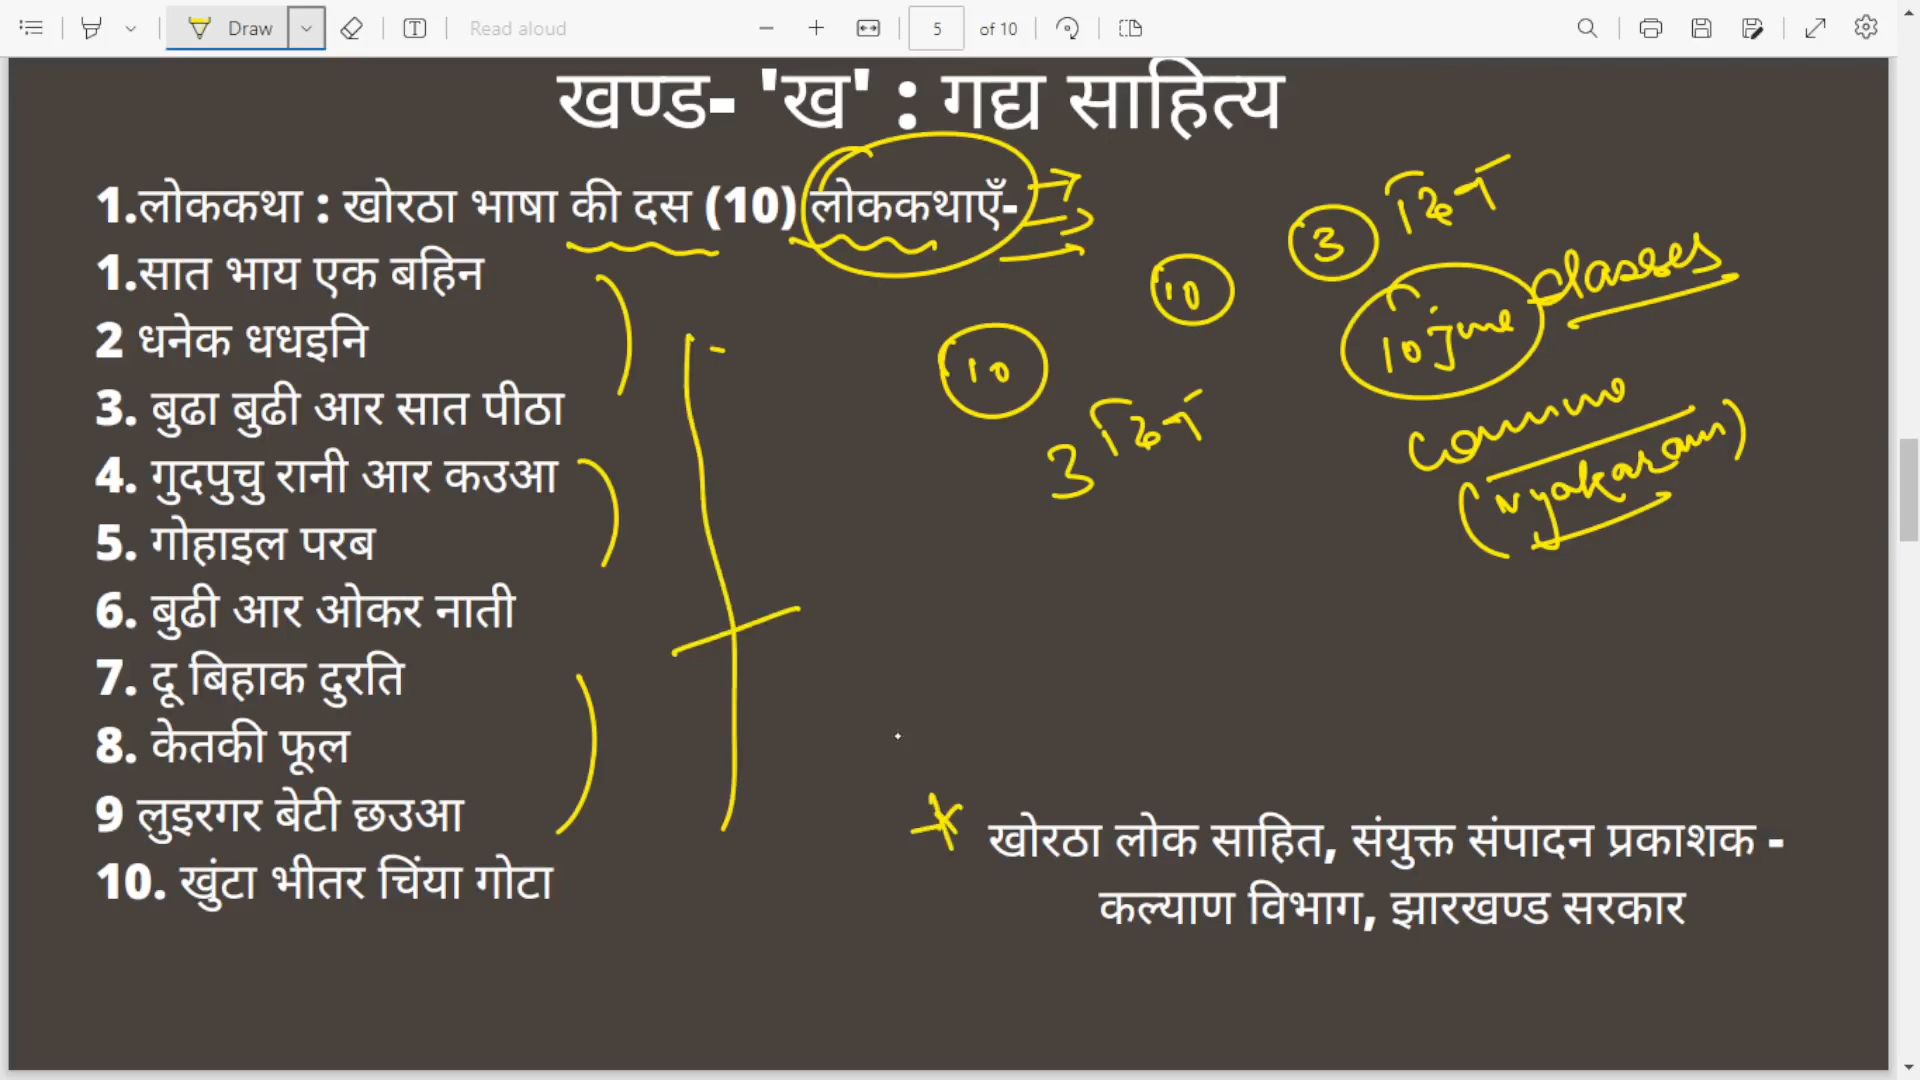 Draw
Read aloud
5 of 10
खण्ड- 'ख' : गद्य साहित्य
1.लोककथा : खोरठा भाषा की दस (10) लोककथाएँ-
1.सात भाय एक बहिन
2 धनेक धधइनि
3. बुढा बुढी आर सात पीठा
4. गुदपुचु रानी आर कउआ
5. गोहाइल परब
6. बुढी आर ओकर नाती
7. दू बिहाक दुरति
8. केतकी फूल
9 लुइरगर बेटी छउआ
10. खुंटा भीतर चिंया गोटा
3 दिन
10
10 june classes
10
3 दिन
(vyakaran)
खोरठा लोक साहित, संयुक्त संपादन प्रकाशक -
कल्याण विभाग, झारखण्ड सरकार